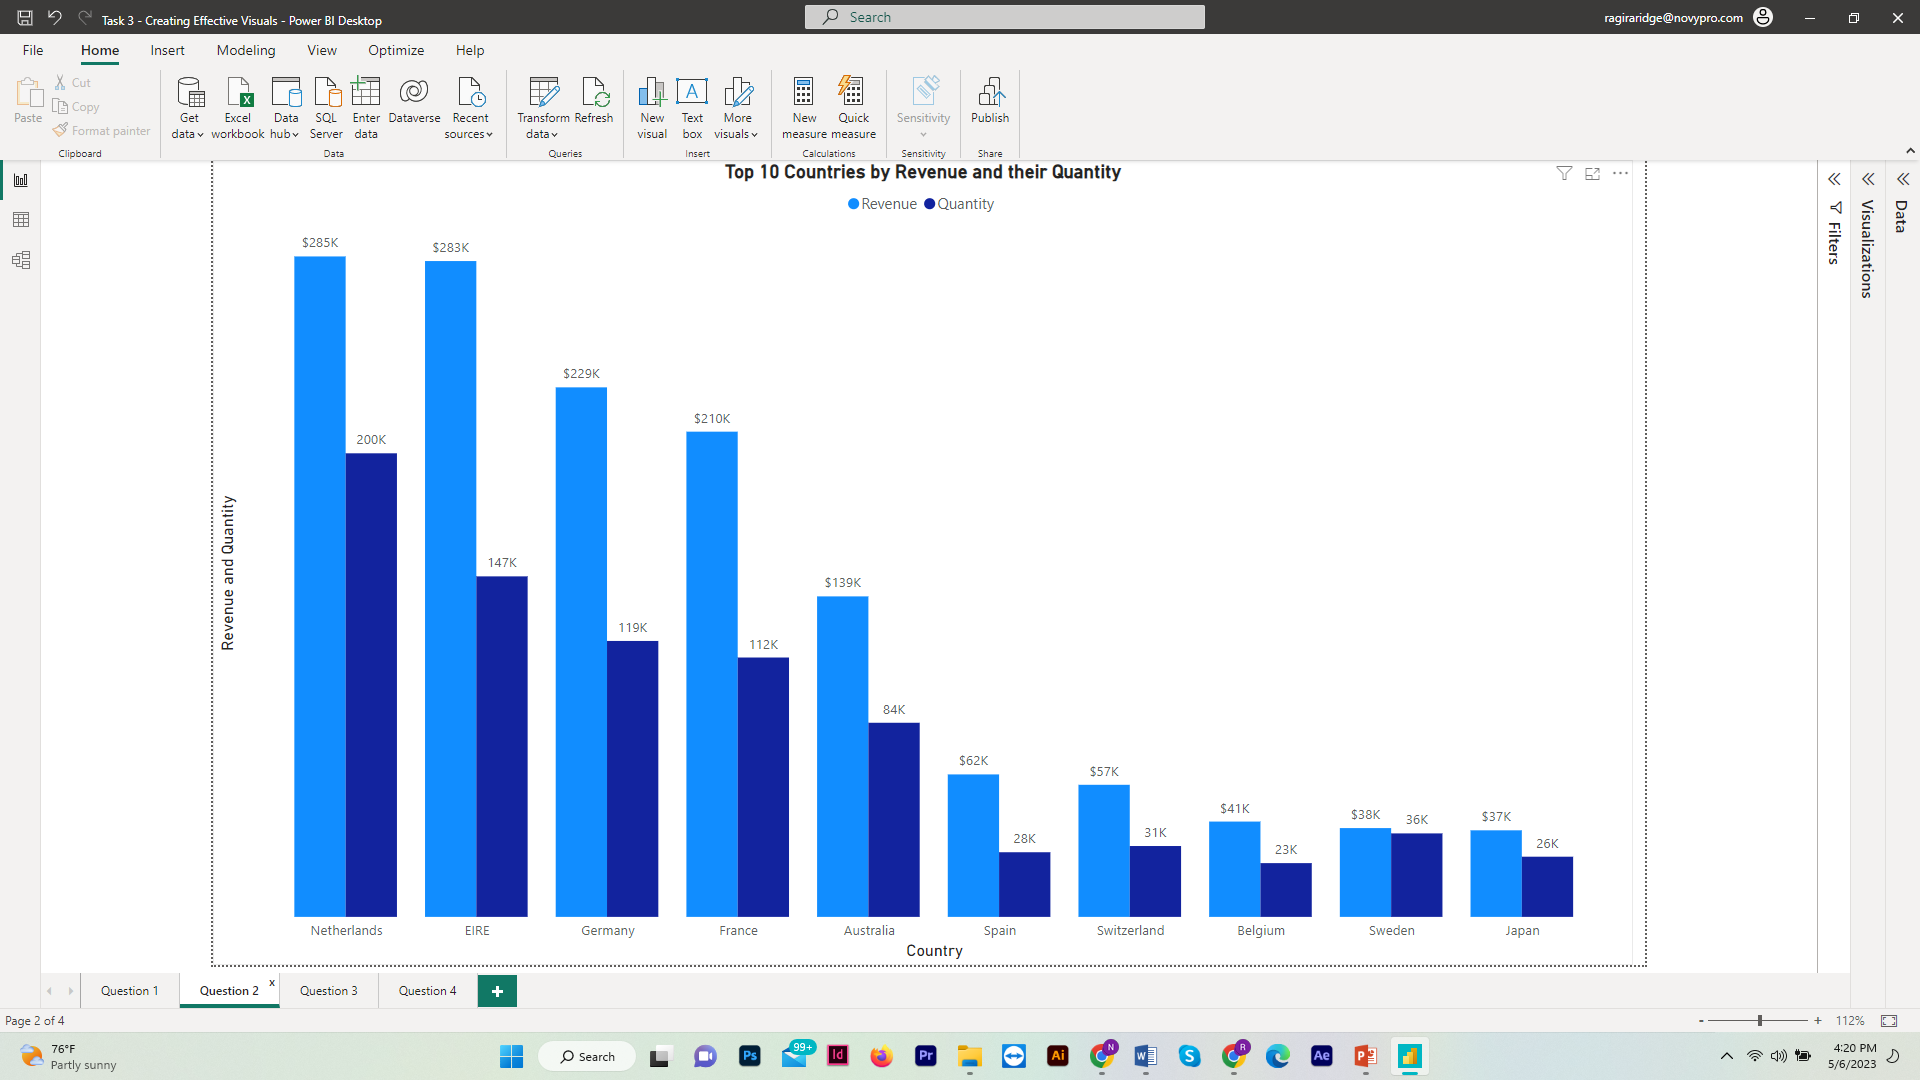 Task 3 - Creating Effective Visuals - Power BI Desktop
Search
ragiraridge@novypro.com
File Home Insert Modeling View Optimize Help
Paste
Cut
Copy
Format painter
Clipboard
Get data
Excel workbook
Data hub
SQL Server
Enter data
Dataverse
Recent sources
Data
Transform data
Refresh
Queries
New visual
Text box
More visuals
Insert
New measure
Quick measure
Calculations
Sensitivity
Sensitivity
Publish
Share
Top 10 Countries by Revenue and their Quantity
Revenue Quantity
Revenue and Quantity
$285K
200K
$283K
147K
$229K
119K
$210K
112K
$139K
84K
$62K
28K
$57K
31K
$41K
23K
$38K
36K
$37K
26K
Netherlands EIRE Germany France Australia Spain Switzerland Belgium Sweden Japan
Country
Filters
Visualizations
Data
Question 1 Question 2 x Question 3 Question 4 +
Page 2 of 4
- + 112%
76°F
Partly sunny
Search
Ps
99+
Id
Pr
Ai
N
W
S
R
Ae
P
4:20 PM
5/6/2023